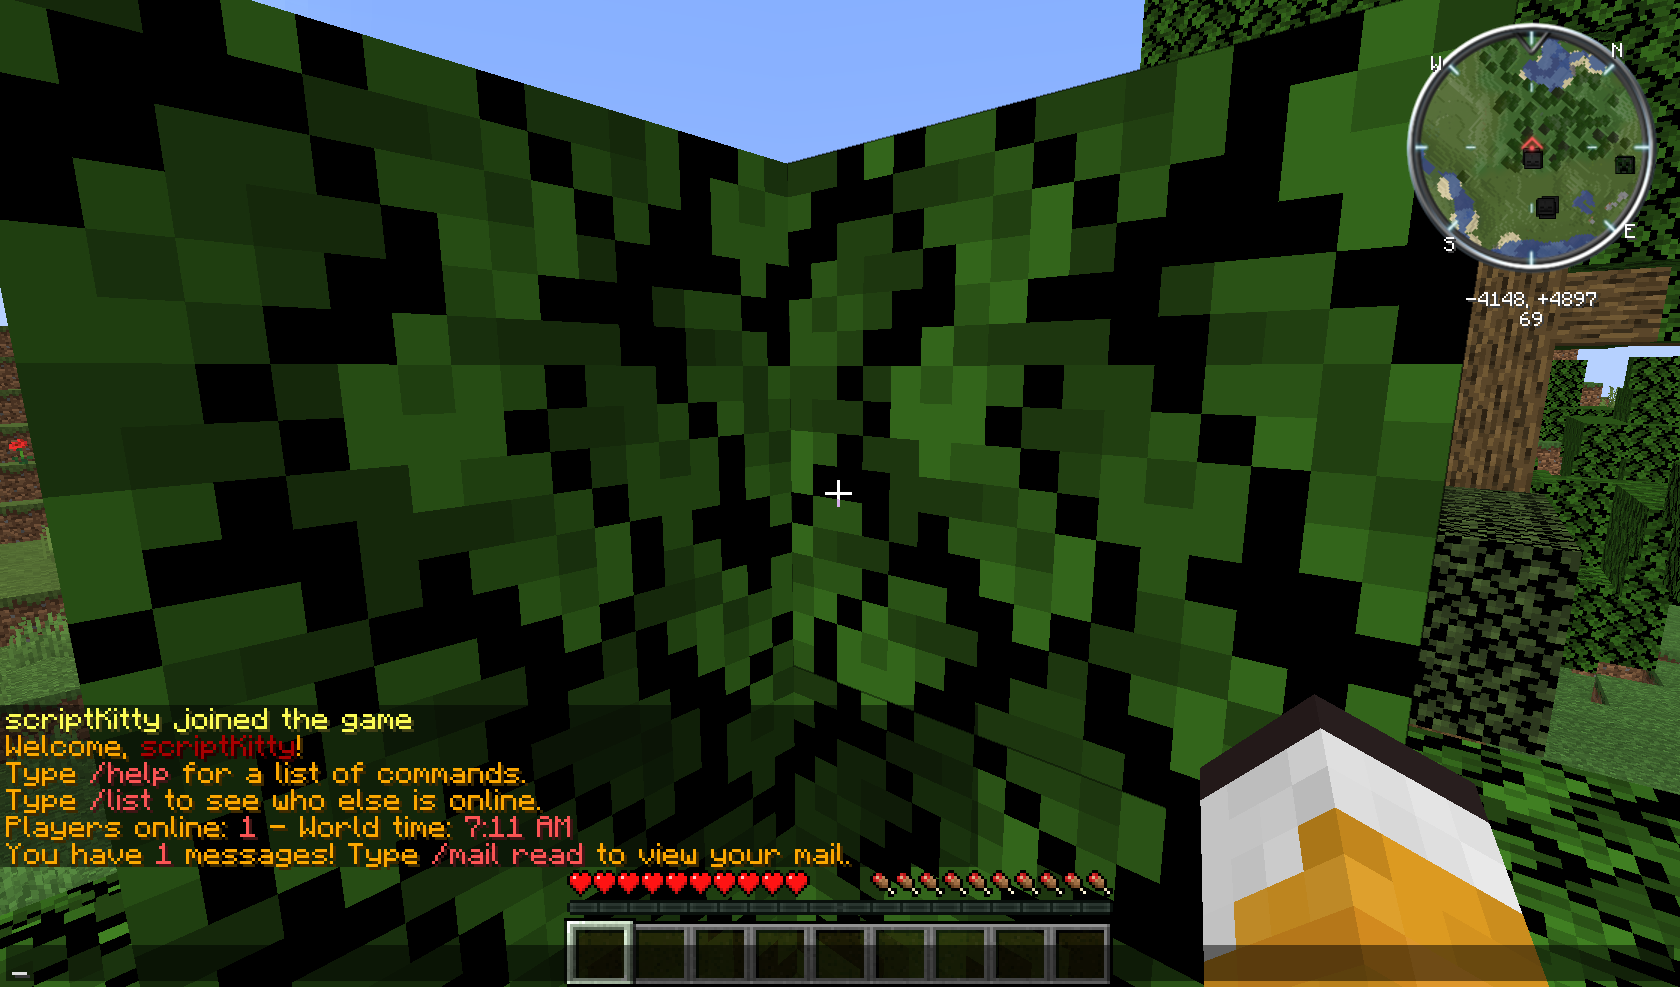 N
W
S
E
-4148, +4897
69
scriptKitty joined the game
Welcome, scriptKitty!
Type /help for a list of commands.
Type /list to see who else is online.
Players online: 1 - World time: 7:11 AM
You have 1 messages! Type /mail read to view your mail.
_